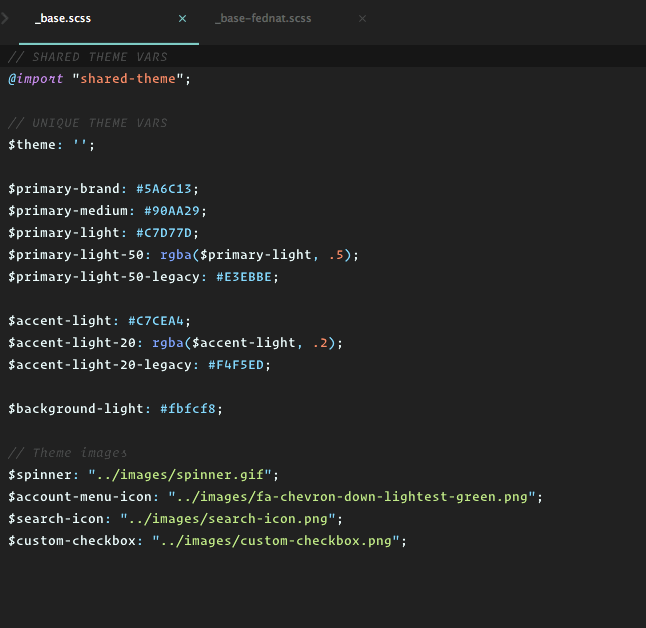 _base.scss
_base-fednat.scss
// SHARED THEME VARS
@import "shared-theme";
// UNIQUE THEME VARS
$theme: '';
$primary-brand: #5A6C13;
$primary-medium: #90AA29;
$primary-light: #C7D77D;
$primary-light-50: rgba($primary-light, .5);
$primary-light-50-legacy: #E3EBBE;
$accent-light: #C7CEA4;
$accent-light-20: rgba($accent-light, .2);
$accent-light-20-legacy: #F4F5ED;
$background-light: #fbfcf8;
// Theme images
$spinner: "../images/spinner.gif";
$account-menu-icon: "../images/fa-chevron-down-lightest-green.png";
$search-icon: "../images/search-icon.png";
$custom-checkbox: "../images/custom-checkbox.png";